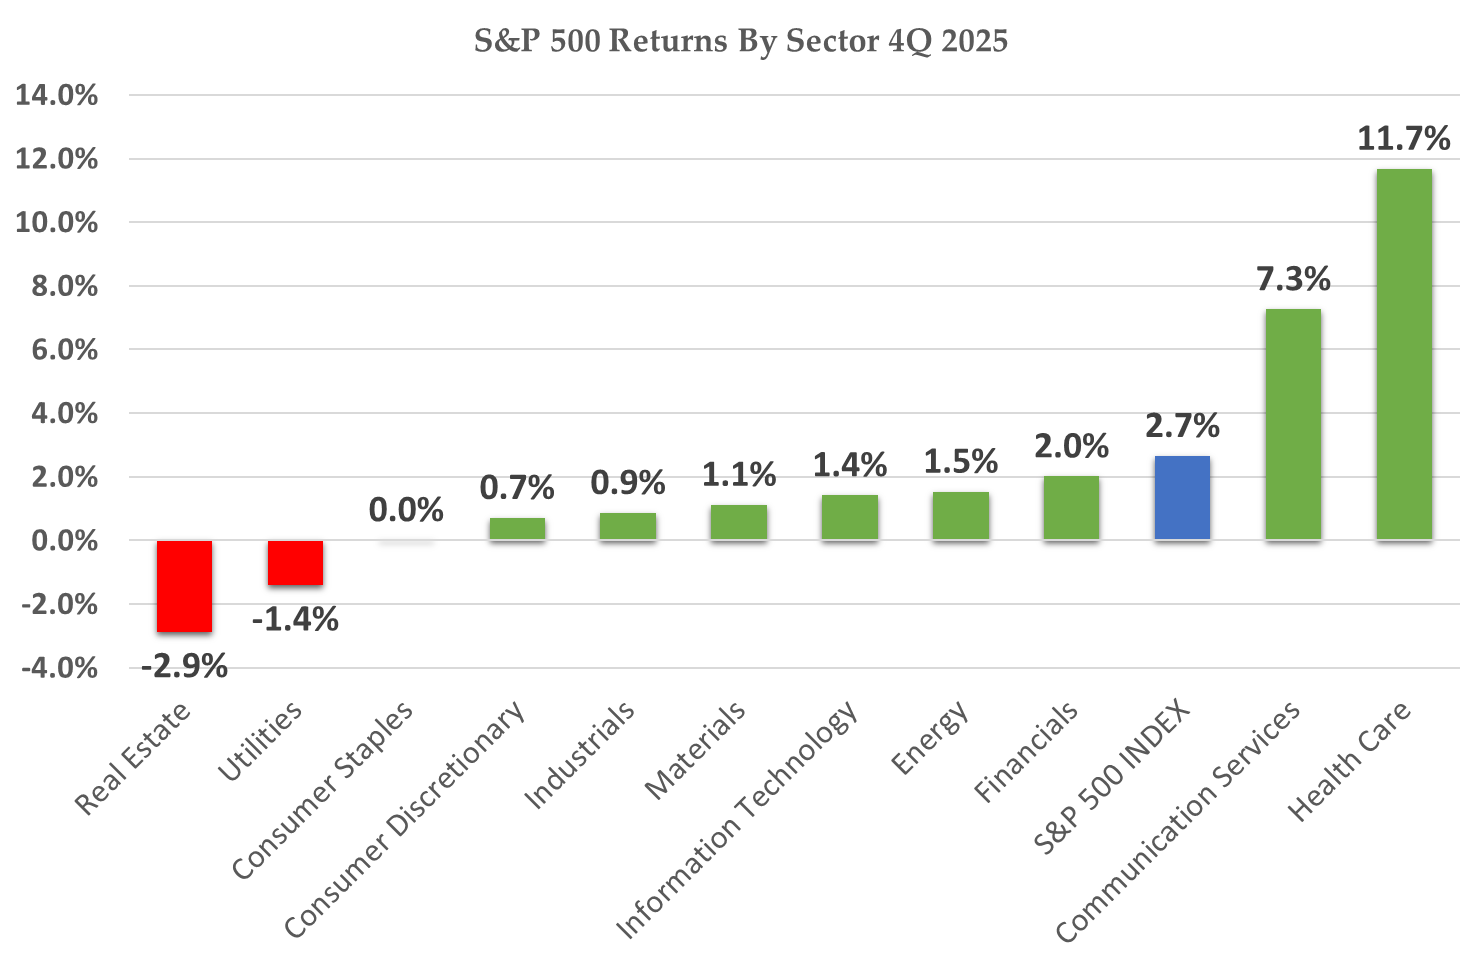 S&P 500 Returns By Sector 4Q 2025
14.0%
12.0%
10.0%
8.0%
6.0%
4.0%
2.0%
0.0%
-2.0%
-4.0%
-2.9%
-1.4%
0.0%
0.7%
0.9%
1.1%
1.4%
1.5%
2.0%
2.7%
7.3%
11.7%
Real Estate
Utilities
Consumer Staples
Consumer Discretionary
Industrials
Materials
Information Technology
Energy
Financials
S&P 500 INDEX
Communication Services
Health Care